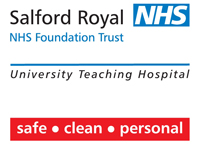 Salford Royal NHS
NHS Foundation Trust
University Teaching Hospital
safe • clean • personal